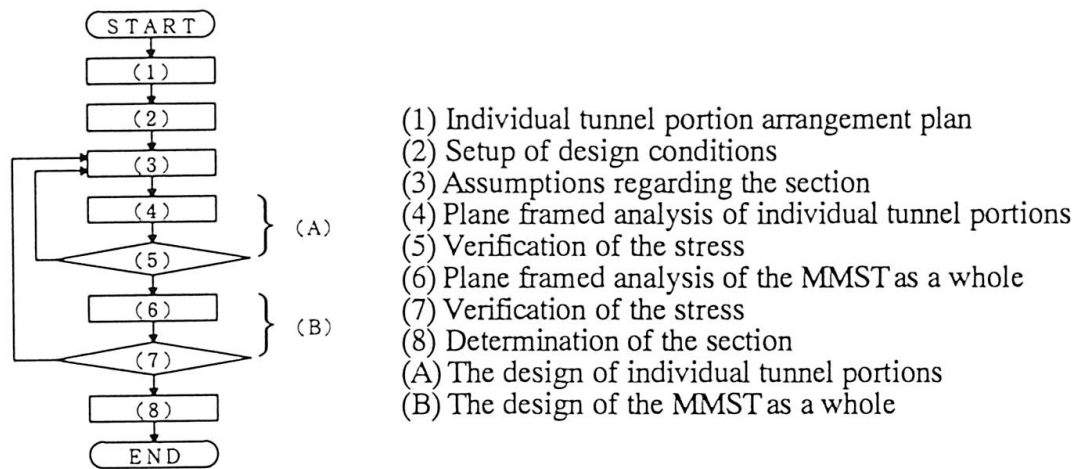 START
(1)
(2)
(3)
(4)
(A)
(5)
(6)
(B)
(7)
(8)
END
(1) Individual tunnel portion arrangement plan
(2) Setup of design conditions
(3) Assumptions regarding the section
(4) Plane framed analysis of individual tunnel portions
(5) Verification of the stress
(6) Plane framed analysis of the MMST as a whole
(7) Verification of the stress
(8) Determination of the section
(A) The design of individual tunnel portions
(B) The design of the MMST as a whole